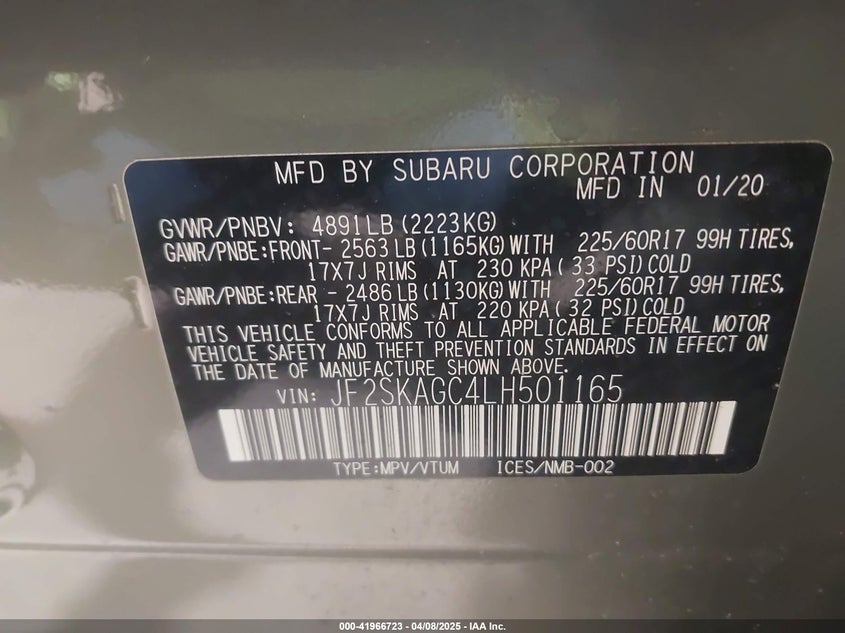 MFD BY SUBARU CORPORATION
MFD IN 01/20
GVWR/PNBV: 4891LB (2223KG)
GAWR/PNBE:FRONT- 2563 LB (1165KG) WITH 225/60R17 99H TIRES,
17X7J RIMS AT 230 KPA( 33 PSI) COLD
GAWR/PNBE:REAR - 2486 LB (1130KG) WITH 225/60R17 99H TIRES,
17X7J RIMS AT 220 KPA( 32 PSI) COLD
THIS VEHICLE CONFORMS TO ALL APPLICABLE FEDERAL MOTOR
VEHICLE SAFETY AND THEFT PREVENTION STANDARDS IN EFFECT ON
THE DATE OF MANUFACTURE SHOWN ABOVE.
VIN: JF2SKAGC4LH501165
TYPE:MPV/VTUM ICES/NMB-002
000-41966723 - 04/08/2025 - IAA Inc.